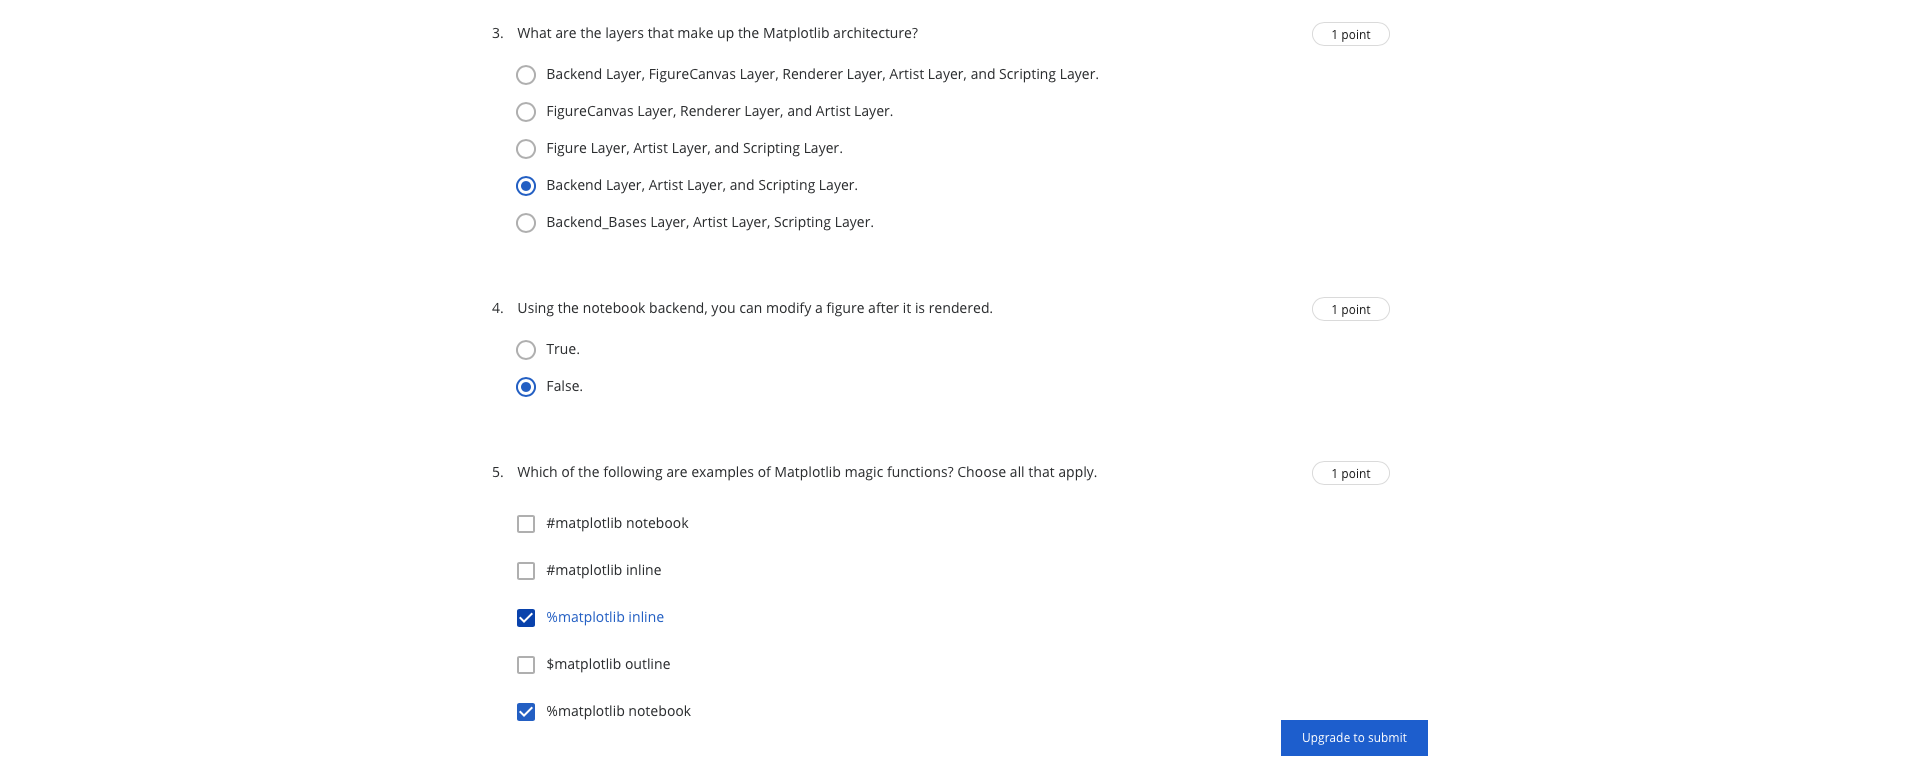 3. What are the layers that make up the Matplotlib architecture? 1 point
Backend Layer, FigureCanvas Layer, Renderer Layer, Artist Layer, and Scripting Layer.
FigureCanvas Layer, Renderer Layer, and Artist Layer.
Figure Layer, Artist Layer, and Scripting Layer.
Backend Layer, Artist Layer, and Scripting Layer.
Backend_Bases Layer, Artist Layer, Scripting Layer.
4. Using the notebook backend, you can modify a figure after it is rendered. 1 point
True.
False.
5. Which of the following are examples of Matplotlib magic functions? Choose all that apply. 1 point
#matplotlib notebook
#matplotlib inline
%matplotlib inline
$matplotlib outline
%matplotlib notebook
Upgrade to submit